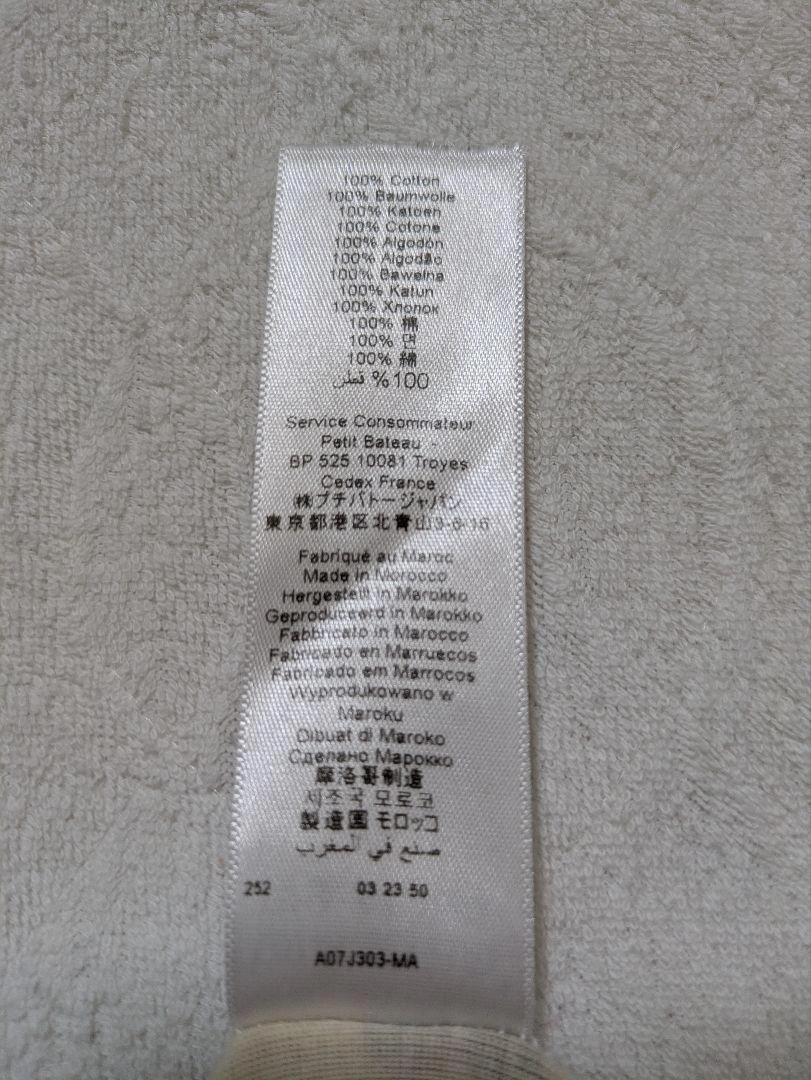 100% Cotton
100% Baumwolle
100% Katoen
100% Cotone
100% Algodón
100% Algodão
100% Bawełna
100% Katun
100% Хлопок
100% 棉
100% 면
100% 綿
100% قطن
Service Consommateur
Petit Bateau -
BP 525 10081 Troyes
Cedex France
㈱プチバトージャパン
東京都港区北青山3-6-16
Fabriqué au Maroc
Made in Morocco
Hergestellt in Marokko
Geproduceerd in Marokko
Fabbricato in Marocco
Fabricado en Marruecos
Fabricado em Marrocos
Wyprodukowano w
Maroku
Dibuat di Maroko
Сделано Марокко
摩洛哥制造
제조국 모로코
製造国 モロッコ
صنع في المغرب
252 03 23 50
A07J303-MA